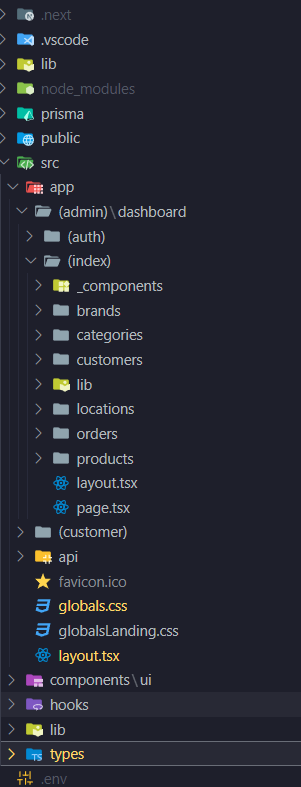 .next
.vscode
lib
node_modules
prisma
public
src
app
(admin)\dashboard
(auth)
(index)
_components
brands
categories
customers
lib
locations
orders
products
layout.tsx
page.tsx
(customer)
api
favicon.ico
globals.css
globalsLanding.css
layout.tsx
components\ui
hooks
lib
TS types
.env